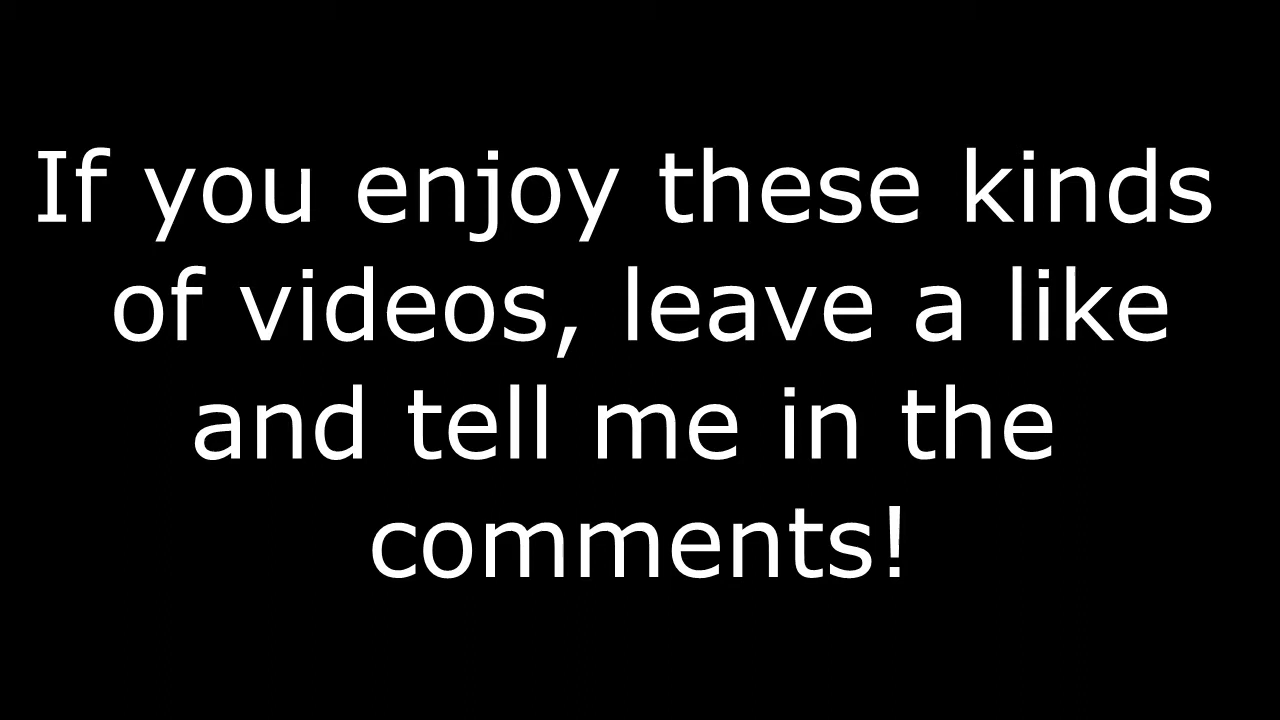 If you enjoy these kinds
of videos, leave a like
and tell me in the
comments!